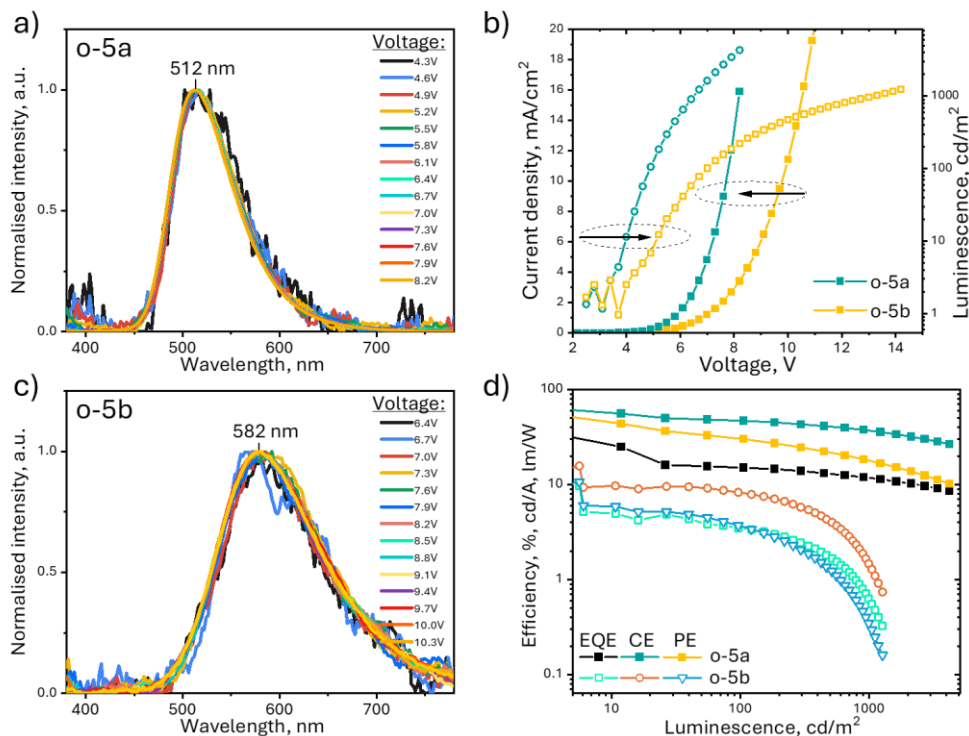 a)
o-5a
512 nm
Voltage:
4.3V
4.6V
4.9V
5.2V
5.5V
5.8V
6.1V
6.4V
6.7V
7.0V
7.3V
7.6V
7.9V
8.2V
Normalised intensity, a.u.
1.0
0.5
0.0
400
500
600
700
Wavelength, nm
b)
Current density, mA/cm²
20
18
16
14
12
10
8
6
4
2
0
2
4
6
8
10
12
14
Voltage, V
1000
100
10
1
Luminescence, cd/m²
o-5a
o-5b
c)
o-5b
582 nm
Voltage:
6.4V
6.7V
7.0V
7.3V
7.6V
7.9V
8.2V
8.5V
8.8V
9.1V
9.4V
9.7V
10.0V
10.3V
Normalised intensity, a.u.
1.0
0.5
0.0
400
500
600
700
Wavelength, nm
d)
Efficiency, %, cd/A, lm/W
100
10
1
0.1
EQE CE PE
o-5a
o-5b
10
100
1000
Luminescence, cd/m²